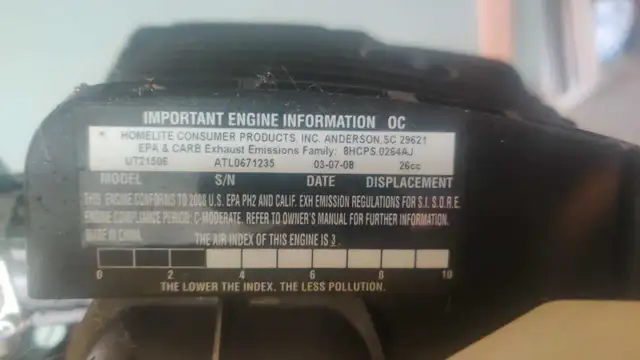 IMPORTANT ENGINE INFORMATION OC
* HOMELITE CONSUMER PRODUCTS, INC. ANDERSON, SC 29621
EPA & CARB Exhaust Emissions Family: 8HCPS.0264AJ
UT21506 ATL0671235 03-07-08 26cc
MODEL S/N DATE DISPLACEMENT
THIS ENGINE CONFORMS TO 2008 U.S. EPA PH2 AND CALIF. EXH EMISSION REGULATIONS FOR S.I. S.O.R.E.
ENGINE COMPLIANCE PERIOD: C-MODERATE. REFER TO OWNER'S MANUAL FOR FURTHER INFORMATION.
MADE IN CHINA THE AIR INDEX OF THIS ENGINE IS 3.
0 2 4 6 8 10
THE LOWER THE INDEX. THE LESS POLLUTION.